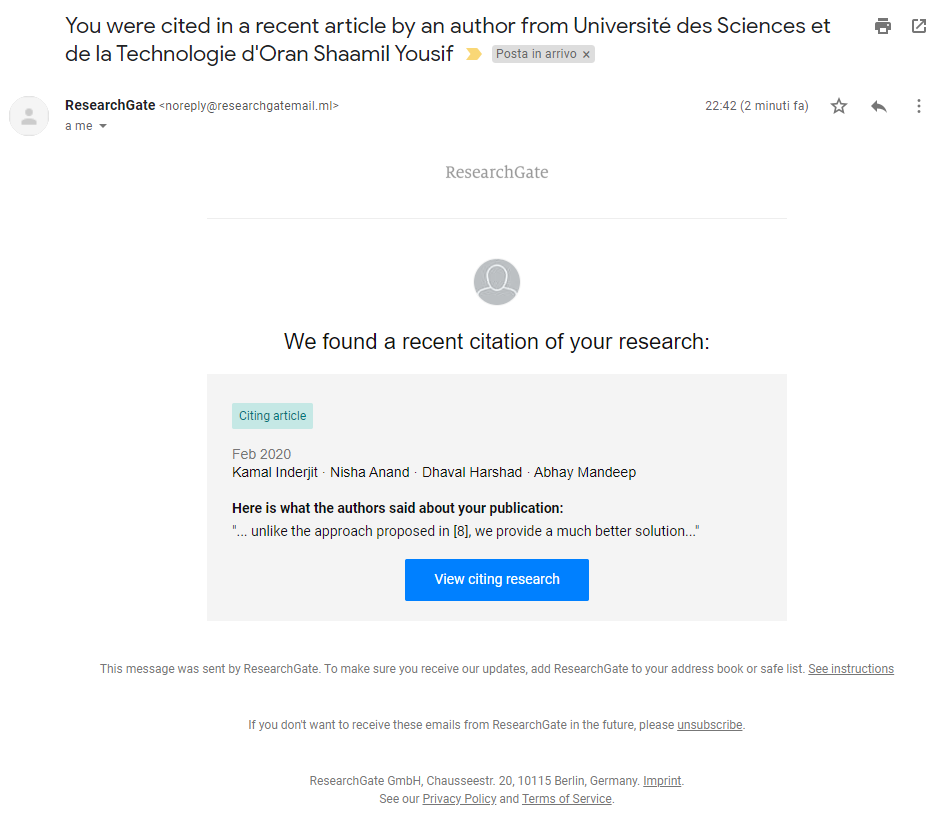 You were cited in a recent article by an author from Université des Sciences et
de la Technologie d'Oran Shaamil Yousif Posta in arrivo ×
ResearchGate <noreply@researchgatemail.ml> 22:42 (2 minuti fa)
a me
ResearchGate
We found a recent citation of your research:
Citing article
Feb 2020
Kamal Inderjit · Nisha Anand · Dhaval Harshad · Abhay Mandeep
Here is what the authors said about your publication:
"... unlike the approach proposed in [8], we provide a much better solution..."
View citing research
This message was sent by ResearchGate. To make sure you receive our updates, add ResearchGate to your address book or safe list. See instructions
If you don't want to receive these emails from ResearchGate in the future, please unsubscribe.
ResearchGate GmbH, Chausseestr. 20, 10115 Berlin, Germany. Imprint.
See our Privacy Policy and Terms of Service.